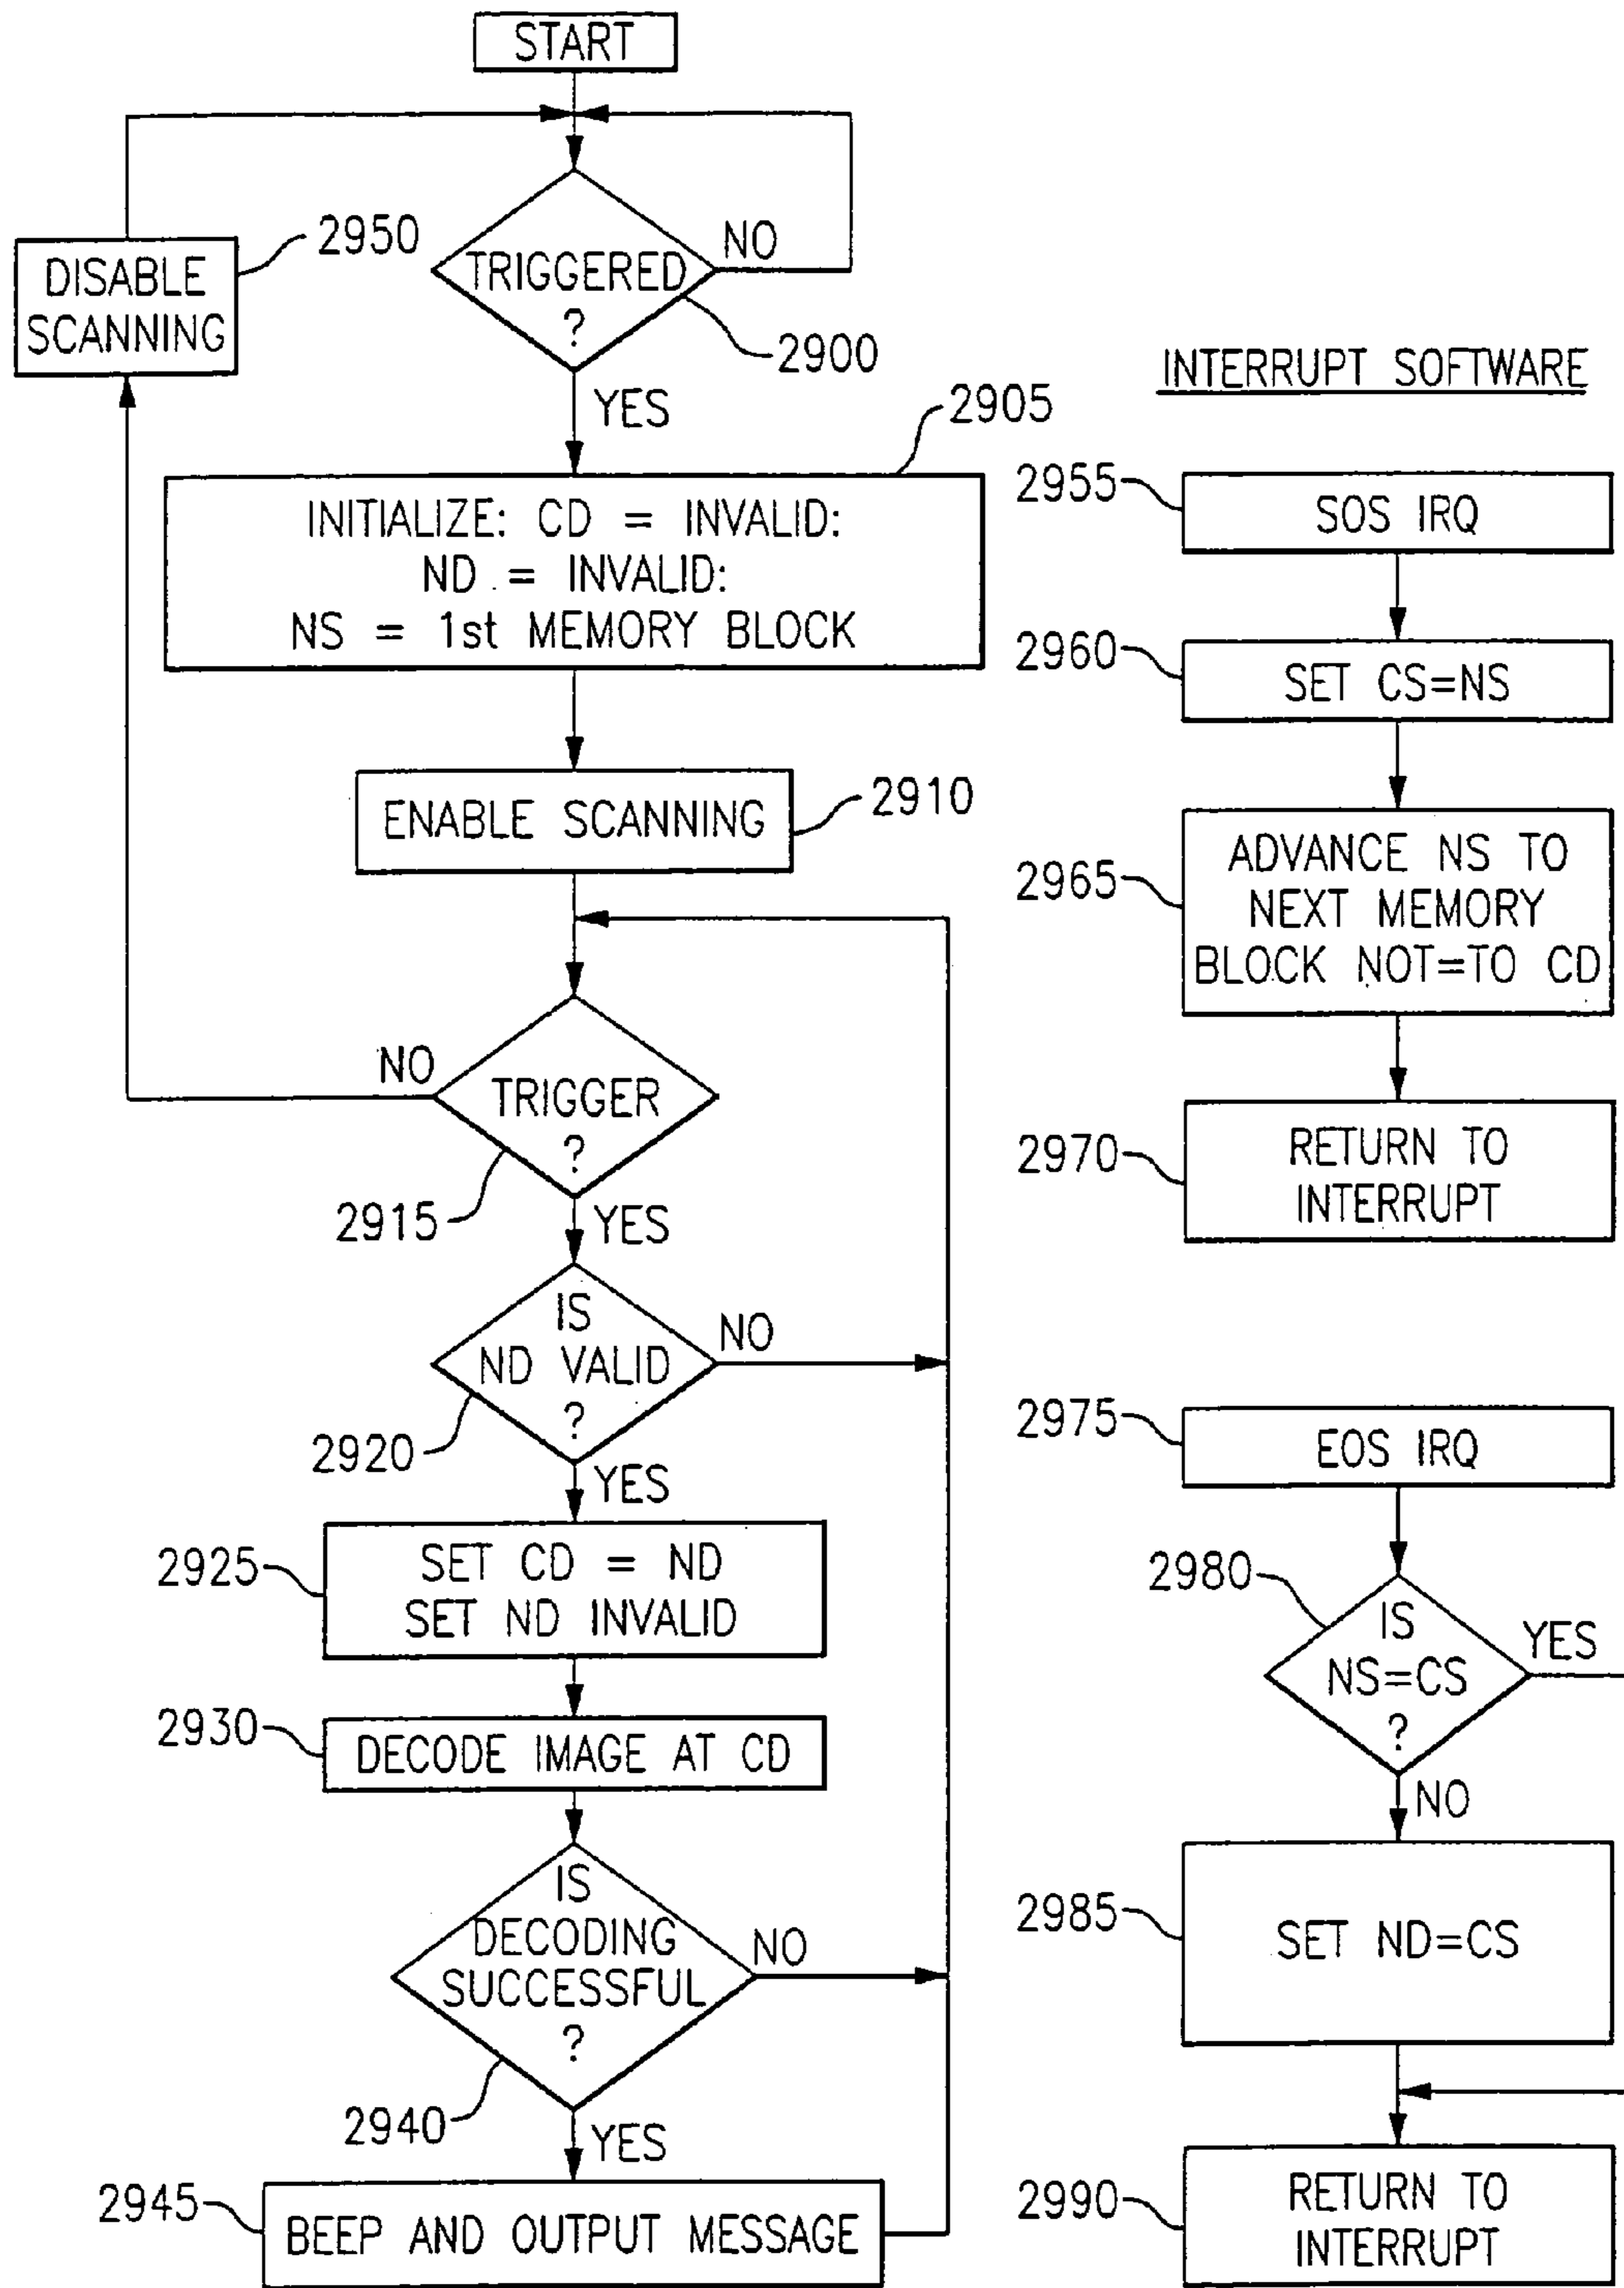 START
2950
DISABLE
SCANNING
NO
TRIGGERED
?
2900
YES
2905
INITIALIZE: CD = INVALID:
ND = INVALID:
NS = 1st MEMORY BLOCK
ENABLE SCANNING
2910
NO
TRIGGER
?
2915
YES
IS
ND VALID
?
NO
2920
YES
2925
SET CD = ND
SET ND INVALID
2930
DECODE IMAGE AT CD
IS
DECODING
SUCCESSFUL
?
NO
2940
YES
2945
BEEP AND OUTPUT MESSAGE
INTERRUPT SOFTWARE
2955
SOS IRQ
2960
SET CS=NS
2965
ADVANCE NS TO
NEXT MEMORY
BLOCK NOT=TO CD
2970
RETURN TO
INTERRUPT
2975
EOS IRQ
2980
IS
NS=CS
?
YES
NO
2985
SET ND=CS
2990
RETURN TO
INTERRUPT